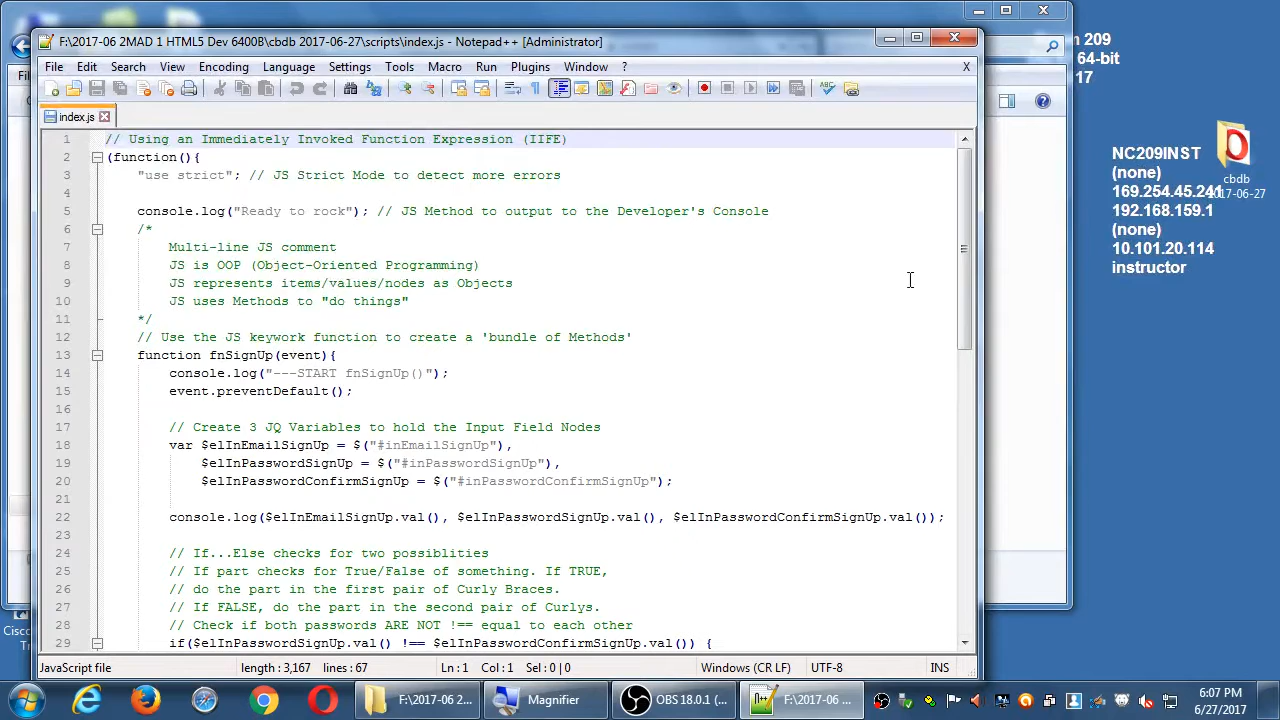 F:\2017-06 2MAD 1 HTML5 Dev 6400B\cbdb 2017-06-27\scripts\index.js - Notepad++ [Administrator]
File Edit Search View Encoding Language Settings Macro Run Plugins Window ? X
index.js
1 // Using an Immediately Invoked Function Expression (IIFE)
2 (function(){
3 "use strict"; // JS Strict Mode to detect more errors
4
5 console.log("Ready to rock"); // JS Method to output to the Developer's Console
6 /*
7 Multi-line JS comment
8 JS is OOP (Object-Oriented Programming)
9 JS represents items/values/nodes as Objects
10 JS uses Methods to "do things"
11 */
12 // Use the JS keywork function to create a 'bundle of Methods'
13 function fnSignUp(event){
14 console.log("---START fnSignUp()");
15 event.preventDefault();
16
17 // Create 3 JQ Variables to hold the Input Field Nodes
18 var $elInEmailSignUp = $("#inEmailSignUp"),
19 $elInPasswordSignUp = $("#inPasswordSignUp"),
20 $elInPasswordConfirmSignUp = $("#inPasswordConfirmSignUp");
21
22 console.log($elInEmailSignUp.val(), $elInPasswordSignUp.val(), $elInPasswordConfirmSignUp.val());
23
24 // If...Else checks for two possiblities
25 // If part checks for True/False of something. If TRUE,
26 // do the part in the first pair of Curly Braces.
27 // If FALSE, do the part in the second pair of Curlys.
28 // Check if both passwords ARE NOT !== equal to each other
29 if($elInPasswordSignUp.val() !== $elInPasswordConfirmSignUp.val()) {
JavaScript file length : 3,167 lines : 67 Ln : 1 Col : 1 Sel : 0 | 0 Windows (CR LF) UTF-8 INS
209
64-bit
17
NC209INST
(none)
169.254.45.241
192.168.159.1
(none)
10.101.20.114
instructor
cbdb
2017-06-27
Cisco
F:\2017-06 2... Magnifier OBS 18.0.1 (... F:\2017-06 ...
6:07 PM
6/27/2017